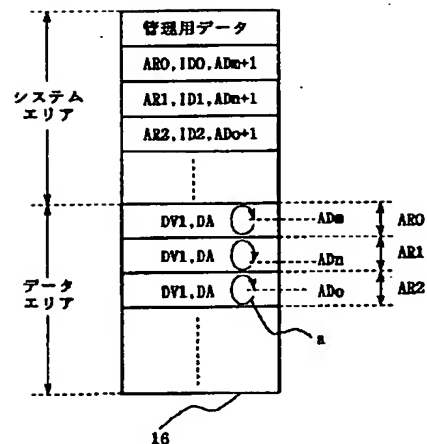 管理用データ
AR0,ID0,ADm+1
システム
エリア
AR1,ID1,ADn+1
AR2,ID2,ADo+1
DV1,DA
ADm
AR0
DV1,DA
ADn
AR1
データ
エリア
DV1,DA
ADo
AR2
a
16